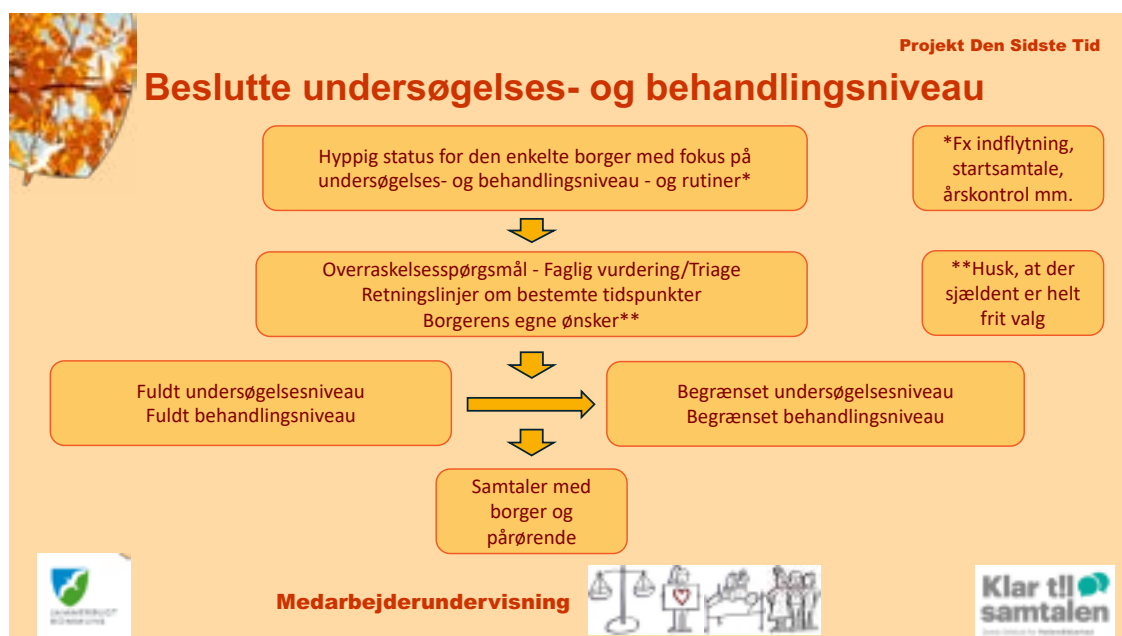 Projekt Den Sidste Tid
Beslutte undersøgelses- og behandlingsniveau
Hyppig status for den enkelte borger med fokus på
undersøgelses- og behandlingsniveau - og rutiner*
*Fx indflytning,
startsamtale,
årskontrol mm.
Overraskelsesspørgsmål - Faglig vurdering/Triage
Retningslinjer om bestemte tidspunkter
Borgerens egne ønsker**
**Husk, at der
sjældent er helt
frit valg
Fuldt undersøgelsesniveau
Fuldt behandlingsniveau
Begrænset undersøgelsesniveau
Begrænset behandlingsniveau
Samtaler med
borger og
pårørende
Medarbejderundervisning
Klar t!l
samtalen